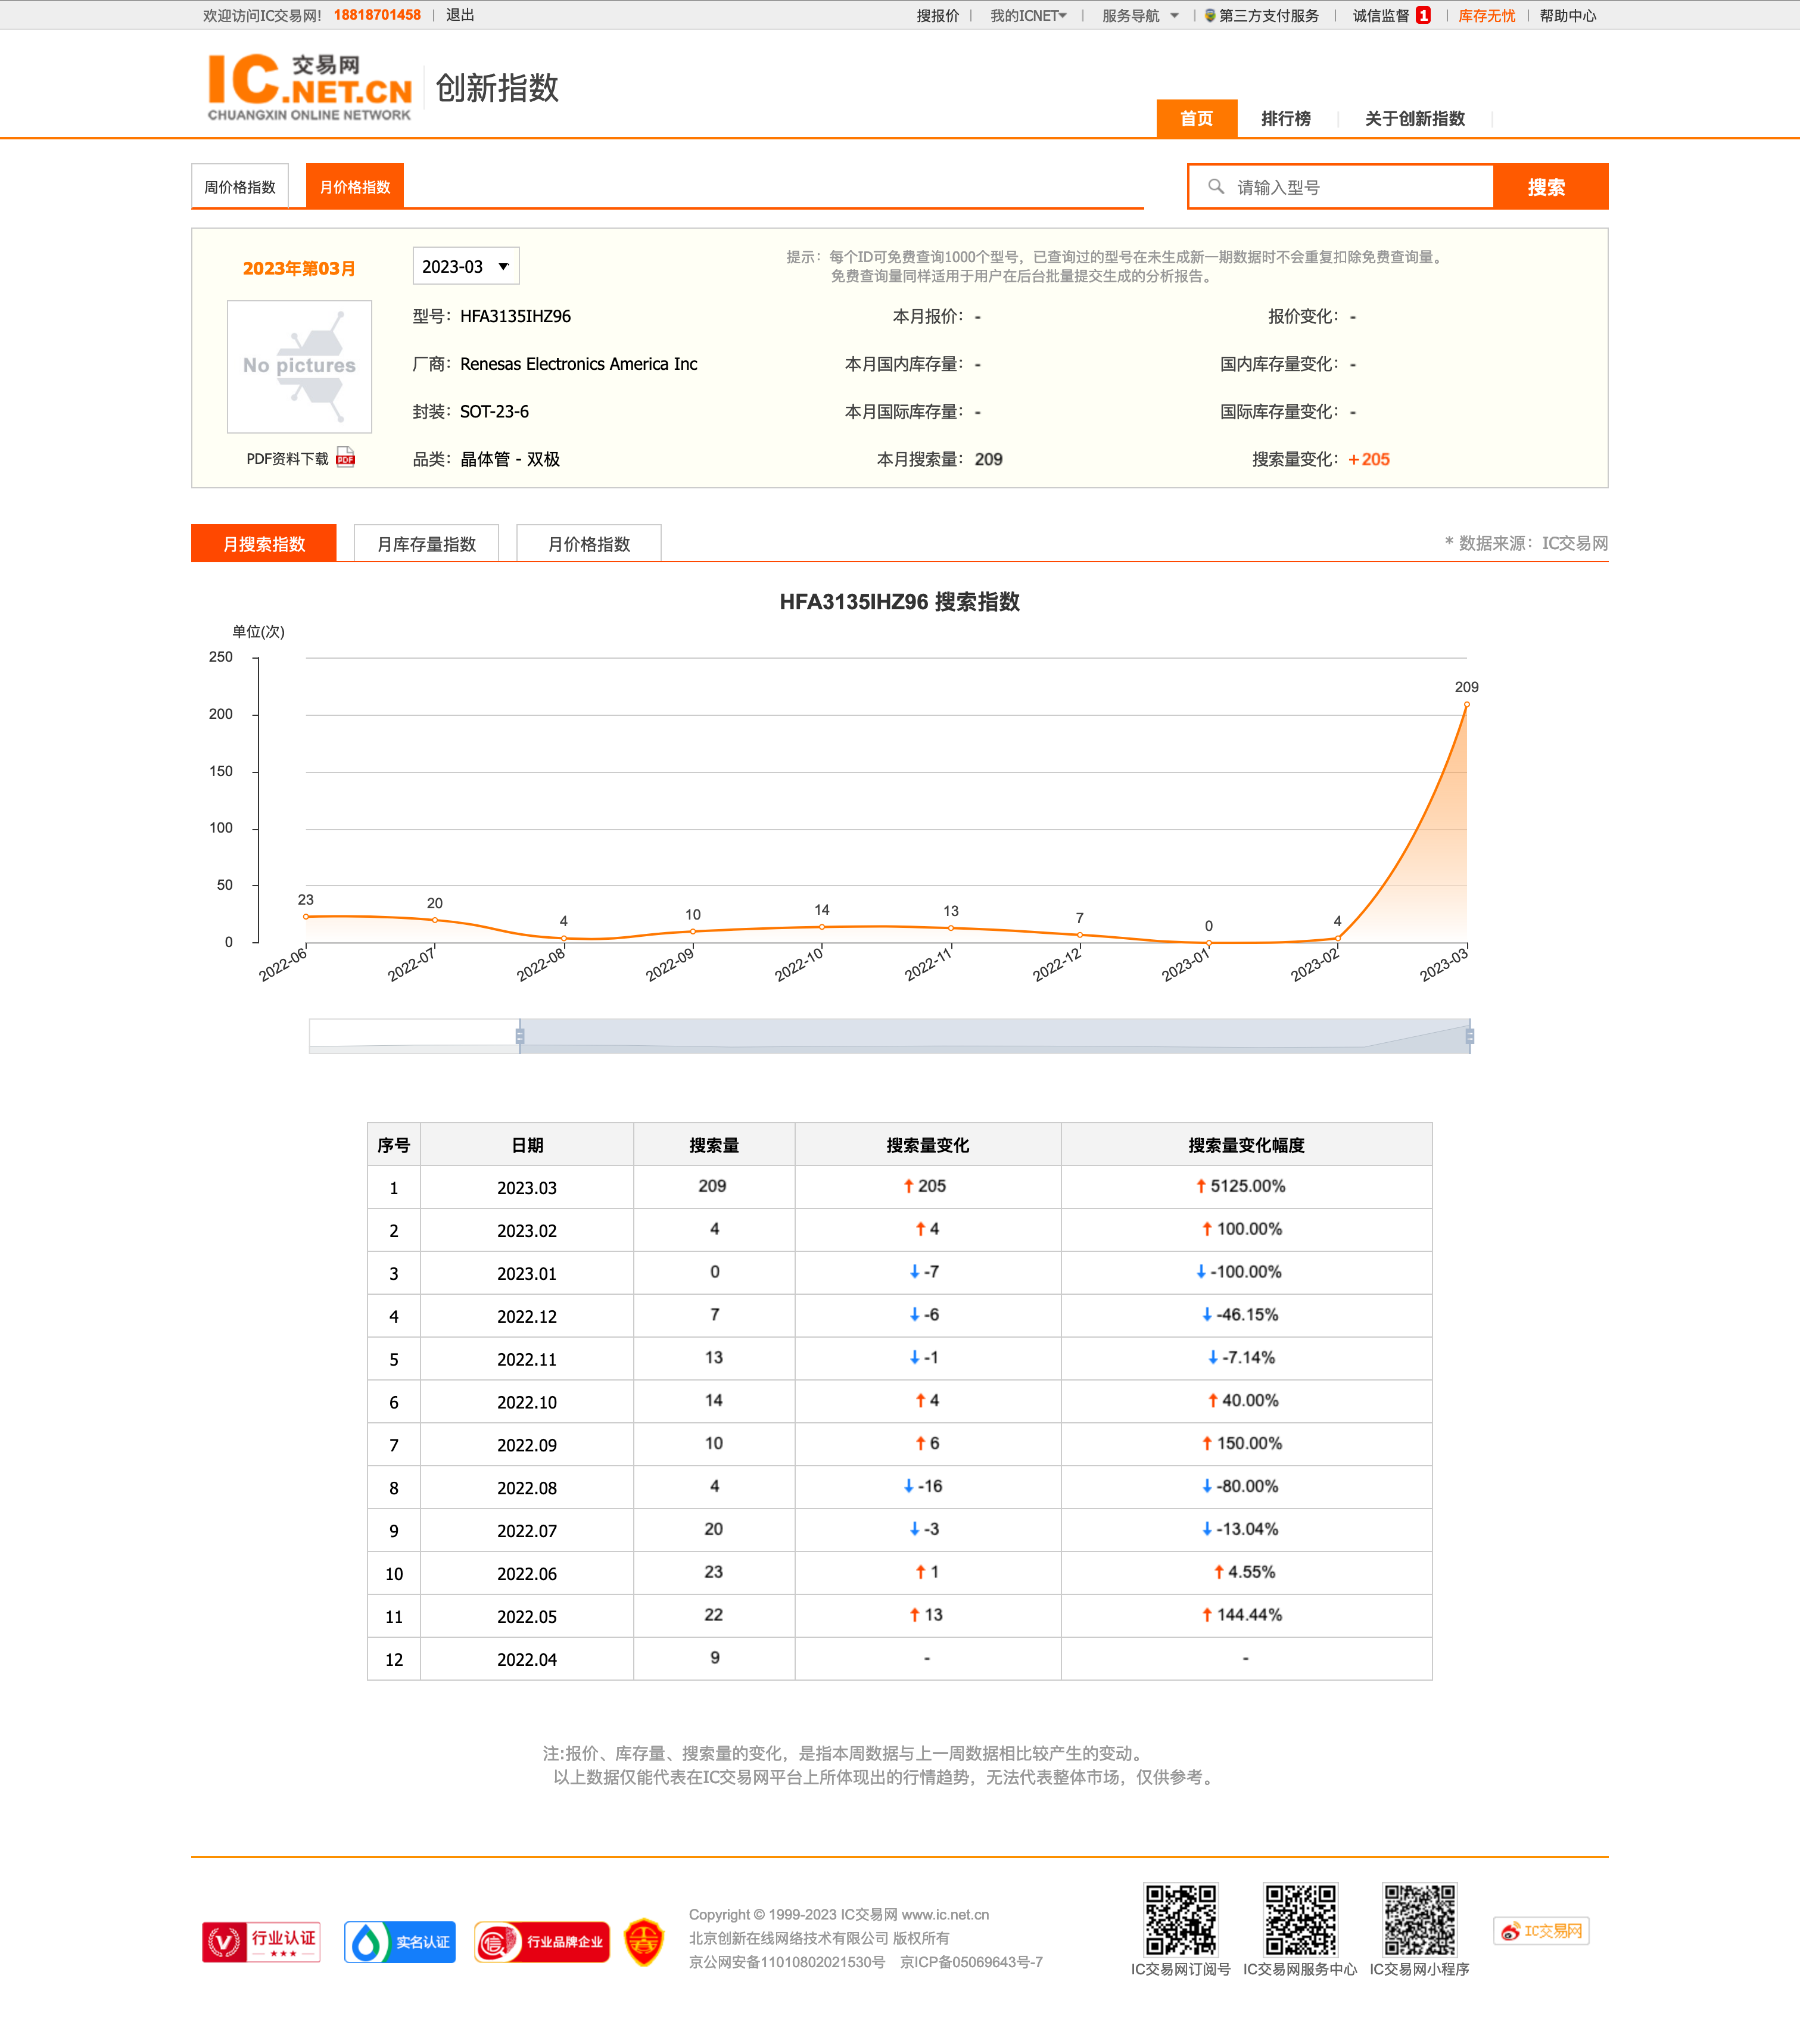 欢迎访问IC交易网! 18818701458 | 退出
搜报价 | 我的ICNET | 服务导航 | 第三方支付服务 | 诚信监督 1 | 库存无忧 | 帮助中心
IC交易网
.NET.CN
CHUANGXIN ONLINE NETWORK
创新指数
首页 排行榜 关于创新指数
周价格指数 月价格指数
请输入型号 搜索
2023年第03月 2023-03
提示：每个ID可免费查询1000个型号，已查询过的型号在未生成新一期数据时不会重复扣除免费查询量。
免费查询量同样适用于用户在后台批量提交生成的分析报告。
No pictures
PDF资料下载 PDF
型号：HFA3135IHZ96 本月报价：- 报价变化：-
厂商：Renesas Electronics America Inc 本月国内库存量：- 国内库存量变化：-
封装：SOT-23-6 本月国际库存量：- 国际库存量变化：-
品类：晶体管 - 双极 本月搜索量：209 搜索量变化：+205
月搜索指数 月库存量指数 月价格指数
* 数据来源：IC交易网
HFA3135IHZ96 搜索指数
单位(次)
250
200
150
100
50
0
23 20 4 10 14 13 7 0 4 209
2022-06 2022-07 2022-08 2022-09 2022-10 2022-11 2022-12 2023-01 2023-02 2023-03
序号 日期 搜索量 搜索量变化 搜索量变化幅度
1 2023.03 209 ↑205 ↑5125.00%
2 2023.02 4 ↑4 ↑100.00%
3 2023.01 0 ↓-7 ↓-100.00%
4 2022.12 7 ↓-6 ↓-46.15%
5 2022.11 13 ↓-1 ↓-7.14%
6 2022.10 14 ↑4 ↑40.00%
7 2022.09 10 ↑6 ↑150.00%
8 2022.08 4 ↓-16 ↓-80.00%
9 2022.07 20 ↓-3 ↓-13.04%
10 2022.06 23 ↑1 ↑4.55%
11 2022.05 22 ↑13 ↑144.44%
12 2022.04 9 - -
注:报价、库存量、搜索量的变化，是指本周数据与上一周数据相比较产生的变动。
以上数据仅能代表在IC交易网平台上所体现出的行情趋势，无法代表整体市场，仅供参考。
行业认证
实名认证
信 行业品牌企业
Copyright © 1999-2023 IC交易网 www.ic.net.cn
北京创新在线网络技术有限公司 版权所有
京公网安备11010802021530号 京ICP备05069643号-7
IC交易网订阅号 IC交易网服务中心 IC交易网小程序
IC交易网